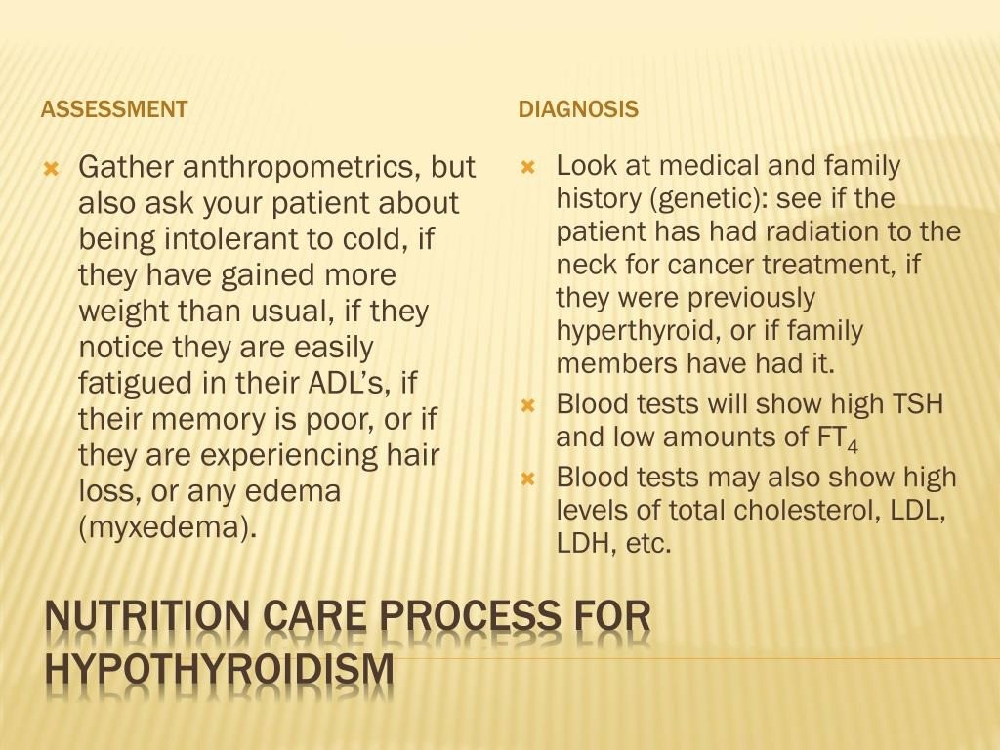 ASSESSMENT
Gather anthropometrics, but
also ask your patient about
being intolerant to cold, if
they have gained more
weight than usual, if they
notice they are easily
fatigued in their ADL's, if
their memory is poor, or if
they are experiencing hair
loss, or any edema
(myxedema).
DIAGNOSIS
Look at medical and family
history (genetic): see if the
patient has had radiation to the
neck for cancer treatment, if
they were previously
hyperthyroid, or if family
members have had it.
Blood tests will show high TSH
and low amounts of FT₄
Blood tests may also show high
levels of total cholesterol, LDL,
LDH, etc.
NUTRITION CARE PROCESS FOR
HYPOTHYROIDISM